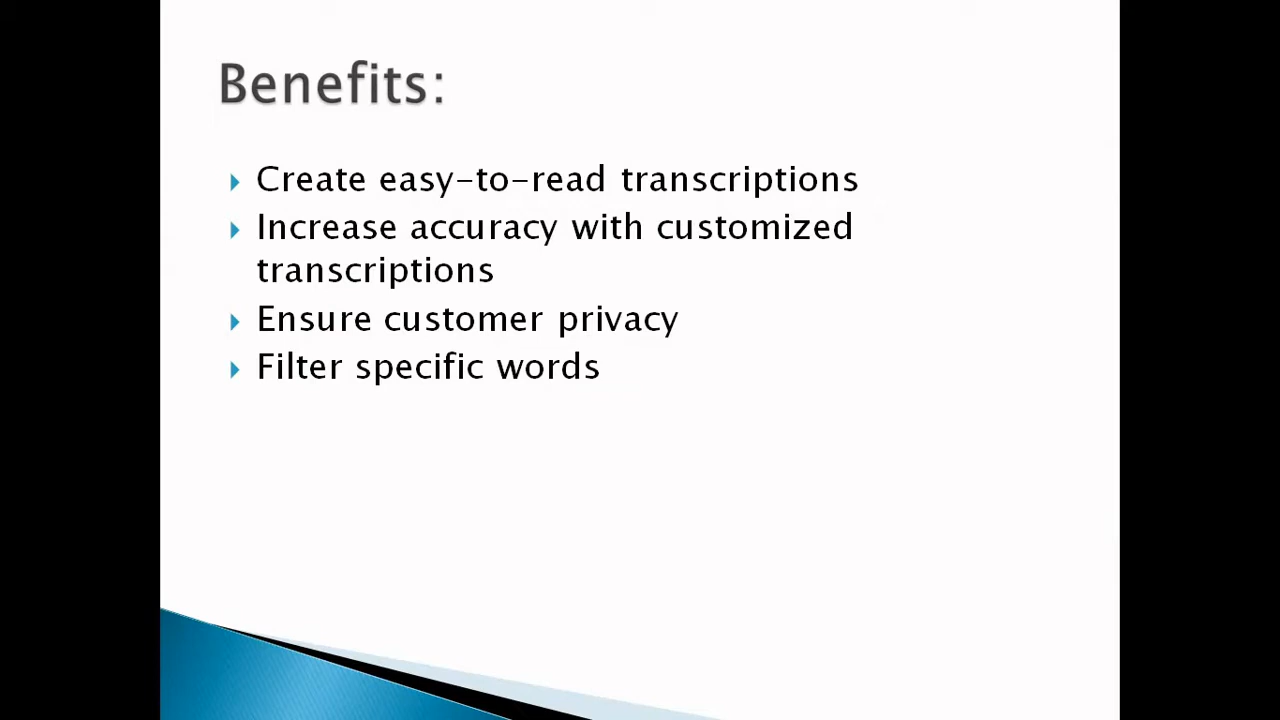 Benefits:
Create easy-to-read transcriptions
Increase accuracy with customized
transcriptions
Ensure customer privacy
Filter specific words